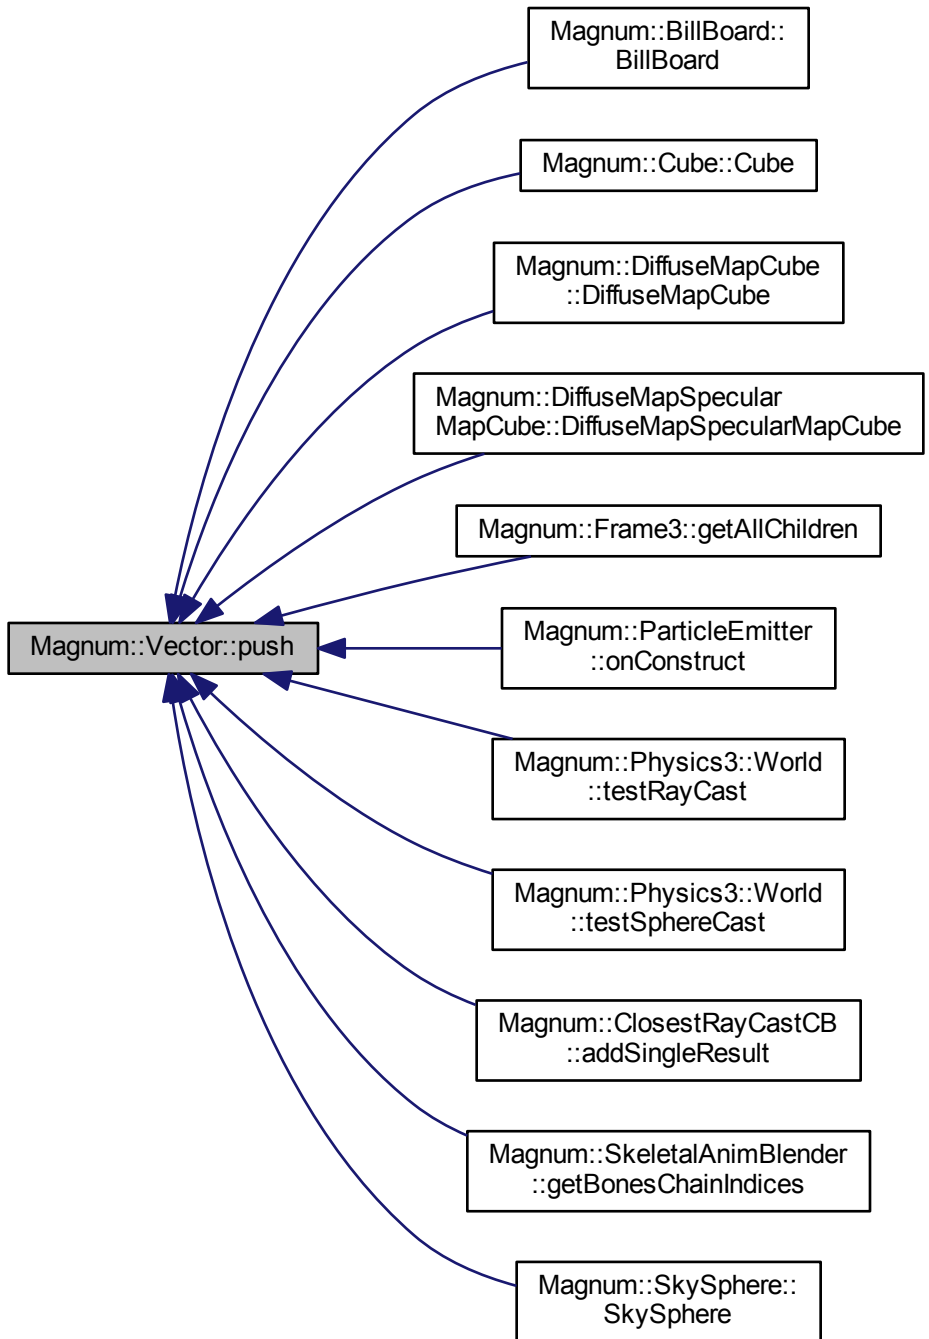 Magnum::BillBoard::
BillBoard
Magnum::Cube::Cube
Magnum::DiffuseMapCube
::DiffuseMapCube
Magnum::DiffuseMapSpecular
MapCube::DiffuseMapSpecularMapCube
Magnum::Frame3::getAllChildren
Magnum::Vector::push
Magnum::ParticleEmitter
::onConstruct
Magnum::Physics3::World
::testRayCast
Magnum::Physics3::World
::testSphereCast
Magnum::ClosestRayCastCB
::addSingleResult
Magnum::SkeletalAnimBlender
::getBonesChainIndices
Magnum::SkySphere::
SkySphere